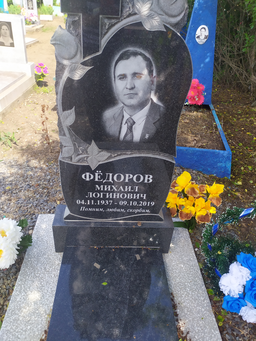 ФЁДОРОВ
МИХАИЛ
ЛОГИНОВИЧ
04.11.1937 - 09.10.2019
Помним, любим, скорбим.